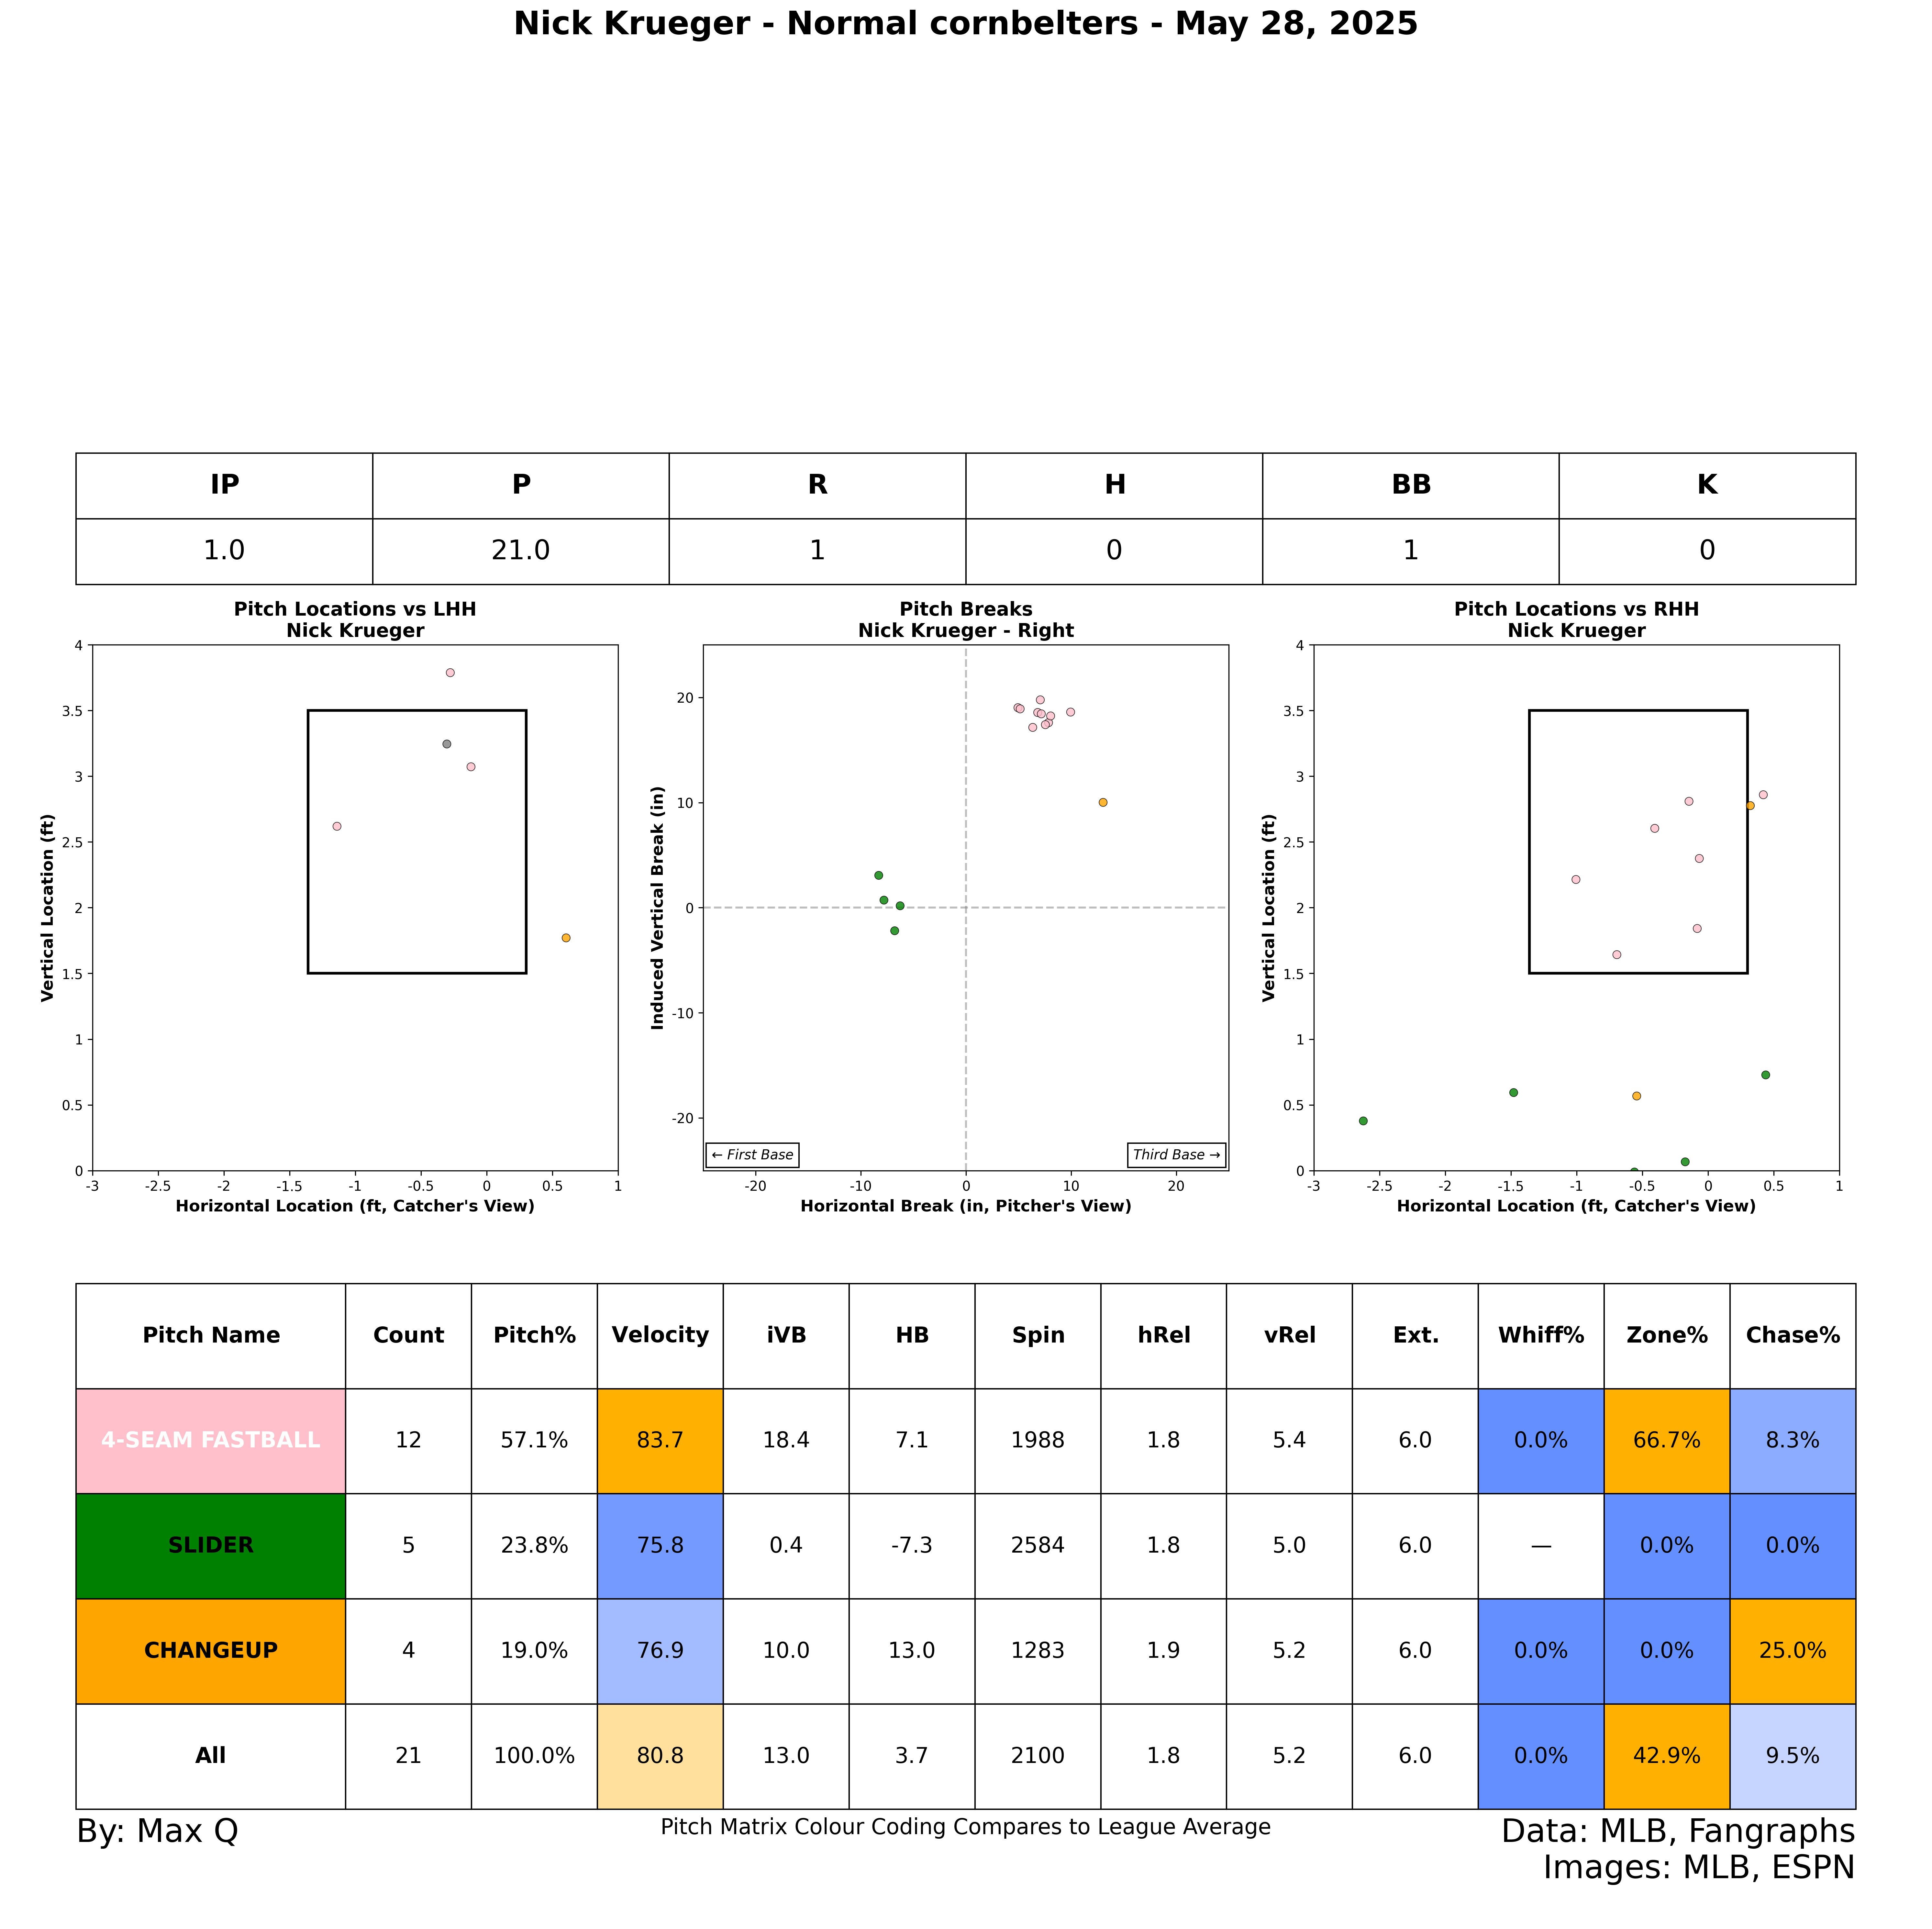 Nick Krueger - Normal cornbelters - May 28, 2025
IP P R H BB K
1.0 21.0 1 0 1 0
Pitch Locations vs LHH
Nick Krueger
4
3.5
3
2.5
2
1.5
1
0.5
0
-3 -2.5 -2 -1.5 -1 -0.5 0 0.5 1
Vertical Location (ft)
Horizontal Location (ft, Catcher's View)
Pitch Breaks
Nick Krueger - Right
20
10
0
-10
-20
← First Base
Third Base →
-20 -10 0 10 20
Induced Vertical Break (in)
Horizontal Break (in, Pitcher's View)
Pitch Locations vs RHH
Nick Krueger
4
3.5
3
2.5
2
1.5
1
0.5
0
-3 -2.5 -2 -1.5 -1 -0.5 0 0.5 1
Vertical Location (ft)
Horizontal Location (ft, Catcher's View)
Pitch Name Count Pitch% Velocity iVB HB Spin hRel vRel Ext. Whiff% Zone% Chase%
4-SEAM FASTBALL 12 57.1% 83.7 18.4 7.1 1988 1.8 5.4 6.0 0.0% 66.7% 8.3%
SLIDER 5 23.8% 75.8 0.4 -7.3 2584 1.8 5.0 6.0 — 0.0% 0.0%
CHANGEUP 4 19.0% 76.9 10.0 13.0 1283 1.9 5.2 6.0 0.0% 0.0% 25.0%
All 21 100.0% 80.8 13.0 3.7 2100 1.8 5.2 6.0 0.0% 42.9% 9.5%
By: Max Q
Pitch Matrix Colour Coding Compares to League Average
Data: MLB, Fangraphs
Images: MLB, ESPN